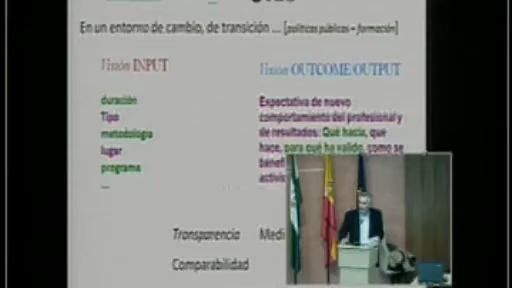 En un entorno de cambio, de transición ... [políticas públicas – formación]
Visión INPUT
Visión OUTCOME/OUTPUT
duración
Tipo
metodología
lugar
programa
...
Expectativa de nuevo
comportamiento del profesional y
de resultados: Qué hacía, que
hace, para qué ha valido, como se
Transparencia
Comparabilidad